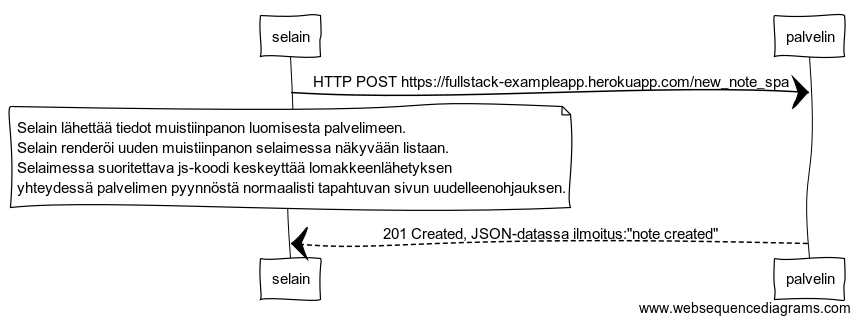 selain
palvelin
HTTP POST https://fullstack-exampleapp.herokuapp.com/new_note_spa
Selain lähettää tiedot muistiinpanon luomisesta palvelimeen.
Selain renderöi uuden muistiinpanon selaimessa näkyvään listaan.
Selaimessa suoritettava js-koodi keskeyttää lomakkeenlähetyksen
yhteydessä palvelimen pyynnöstä normaalisti tapahtuvan sivun uudelleenohjauksen.
201 Created, JSON-datassa ilmoitus:"note created"
selain
palvelin
www.websequencediagrams.com